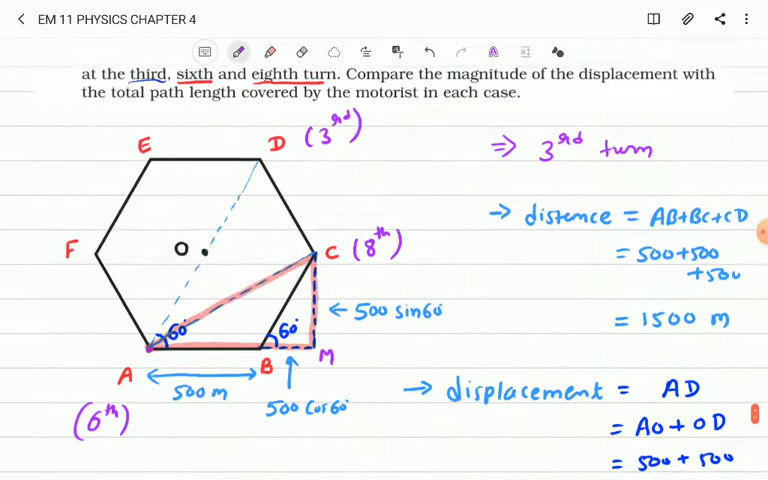 EM 11 PHYSICS CHAPTER 4
at the third, sixth and eighth turn. Compare the magnitude of the displacement with
the total path length covered by the motorist in each case.
E
D (3rd)
⇒ 3rd turn
→ distence = AB+BC+CD
F
O
C (8th)
= 500+500
+500
← 500 sin60
60°
60°
= 1500 m
A
B
M
500 m
500 Cos60
(6th)
→ displacement = AD
= AO + OD
= 500 + 500